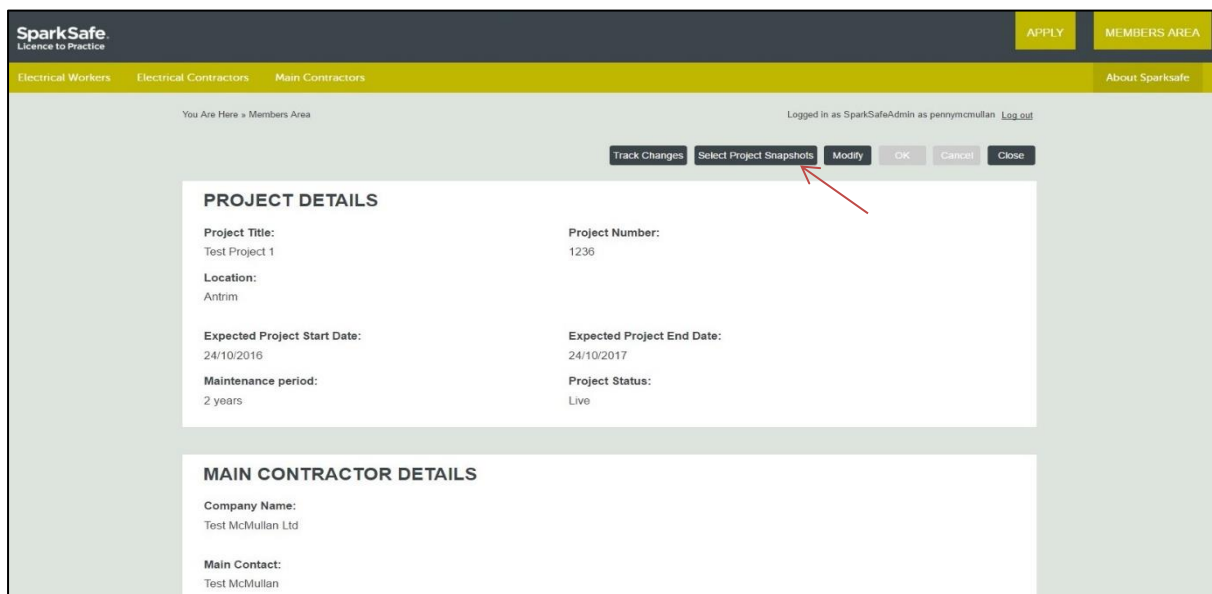 SparkSafe.
Licence to Practice
APPLY
MEMBERS AREA
Electrical Workers
Electrical Contractors
Main Contractors
About Sparksafe
You Are Here » Members Area
Logged in as SparkSafeAdmin as pennymcmullan Log out
Track Changes
Select Project Snapshots
Modify
OK
Cancel
Close
PROJECT DETAILS
Project Title:
Project Number:
Test Project 1
1236
Location:
Antrim
Expected Project Start Date:
Expected Project End Date:
24/10/2016
24/10/2017
Maintenance period:
Project Status:
2 years
Live
MAIN CONTRACTOR DETAILS
Company Name:
Test McMullan Ltd
Main Contact:
Test McMullan